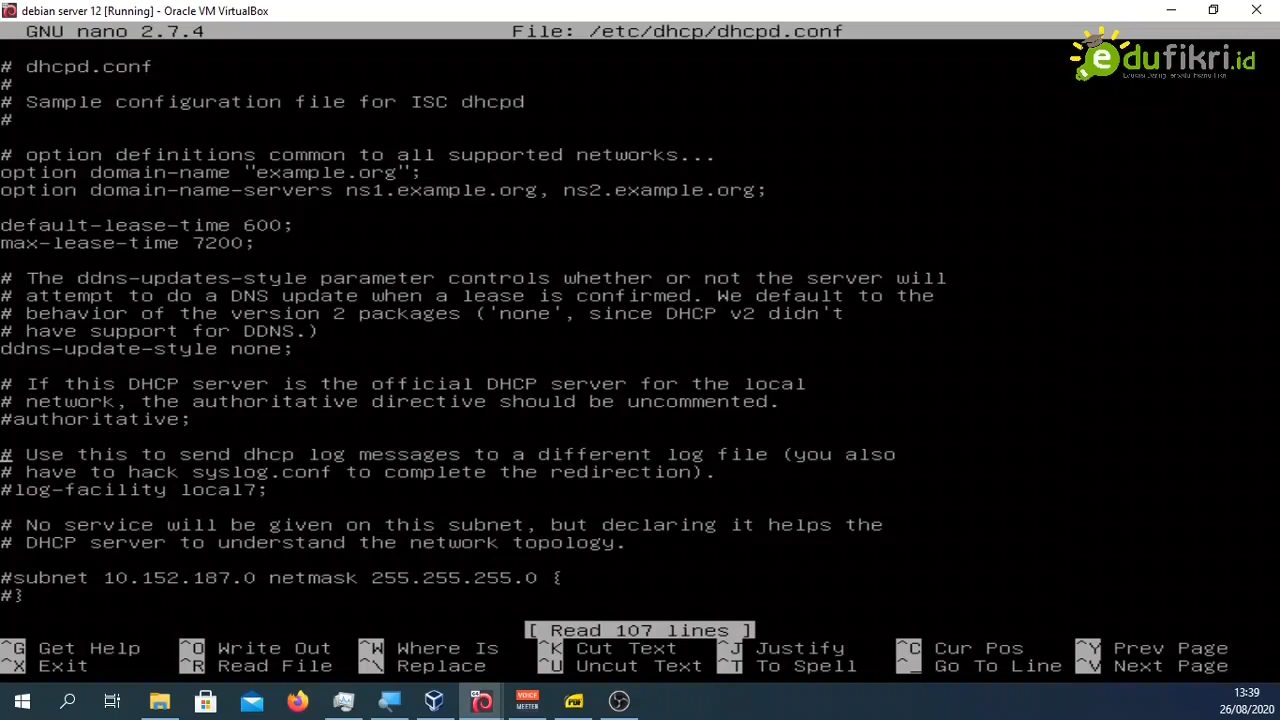 debian server 12 [Running] - Oracle VM VirtualBox
GNU nano 2.7.4 File: /etc/dhcp/dhcpd.conf
edufikri.id
# dhcpd.conf
#
# Sample configuration file for ISC dhcpd
#
# option definitions common to all supported networks...
option domain-name "example.org";
option domain-name-servers ns1.example.org, ns2.example.org;
default-lease-time 600;
max-lease-time 7200;
# The ddns-updates-style parameter controls whether or not the server will
# attempt to do a DNS update when a lease is confirmed. We default to the
# behavior of the version 2 packages ('none', since DHCP v2 didn't
# have support for DDNS.)
ddns-update-style none;
# If this DHCP server is the official DHCP server for the local
# network, the authoritative directive should be uncommented.
#authoritative;
# Use this to send dhcp log messages to a different log file (you also
# have to hack syslog.conf to complete the redirection).
#log-facility local7;
# No service will be given on this subnet, but declaring it helps the
# DHCP server to understand the network topology.
#subnet 10.152.187.0 netmask 255.255.255.0 {
#}
[ Read 107 lines ]
^G Get Help ^O Write Out ^W Where Is ^K Cut Text ^J Justify ^C Cur Pos ^Y Prev Page
^X Exit ^R Read File ^\ Replace ^U Uncut Text ^T To Spell ^_ Go To Line ^V Next Page
VOICE
MEETER
13:39
26/08/2020